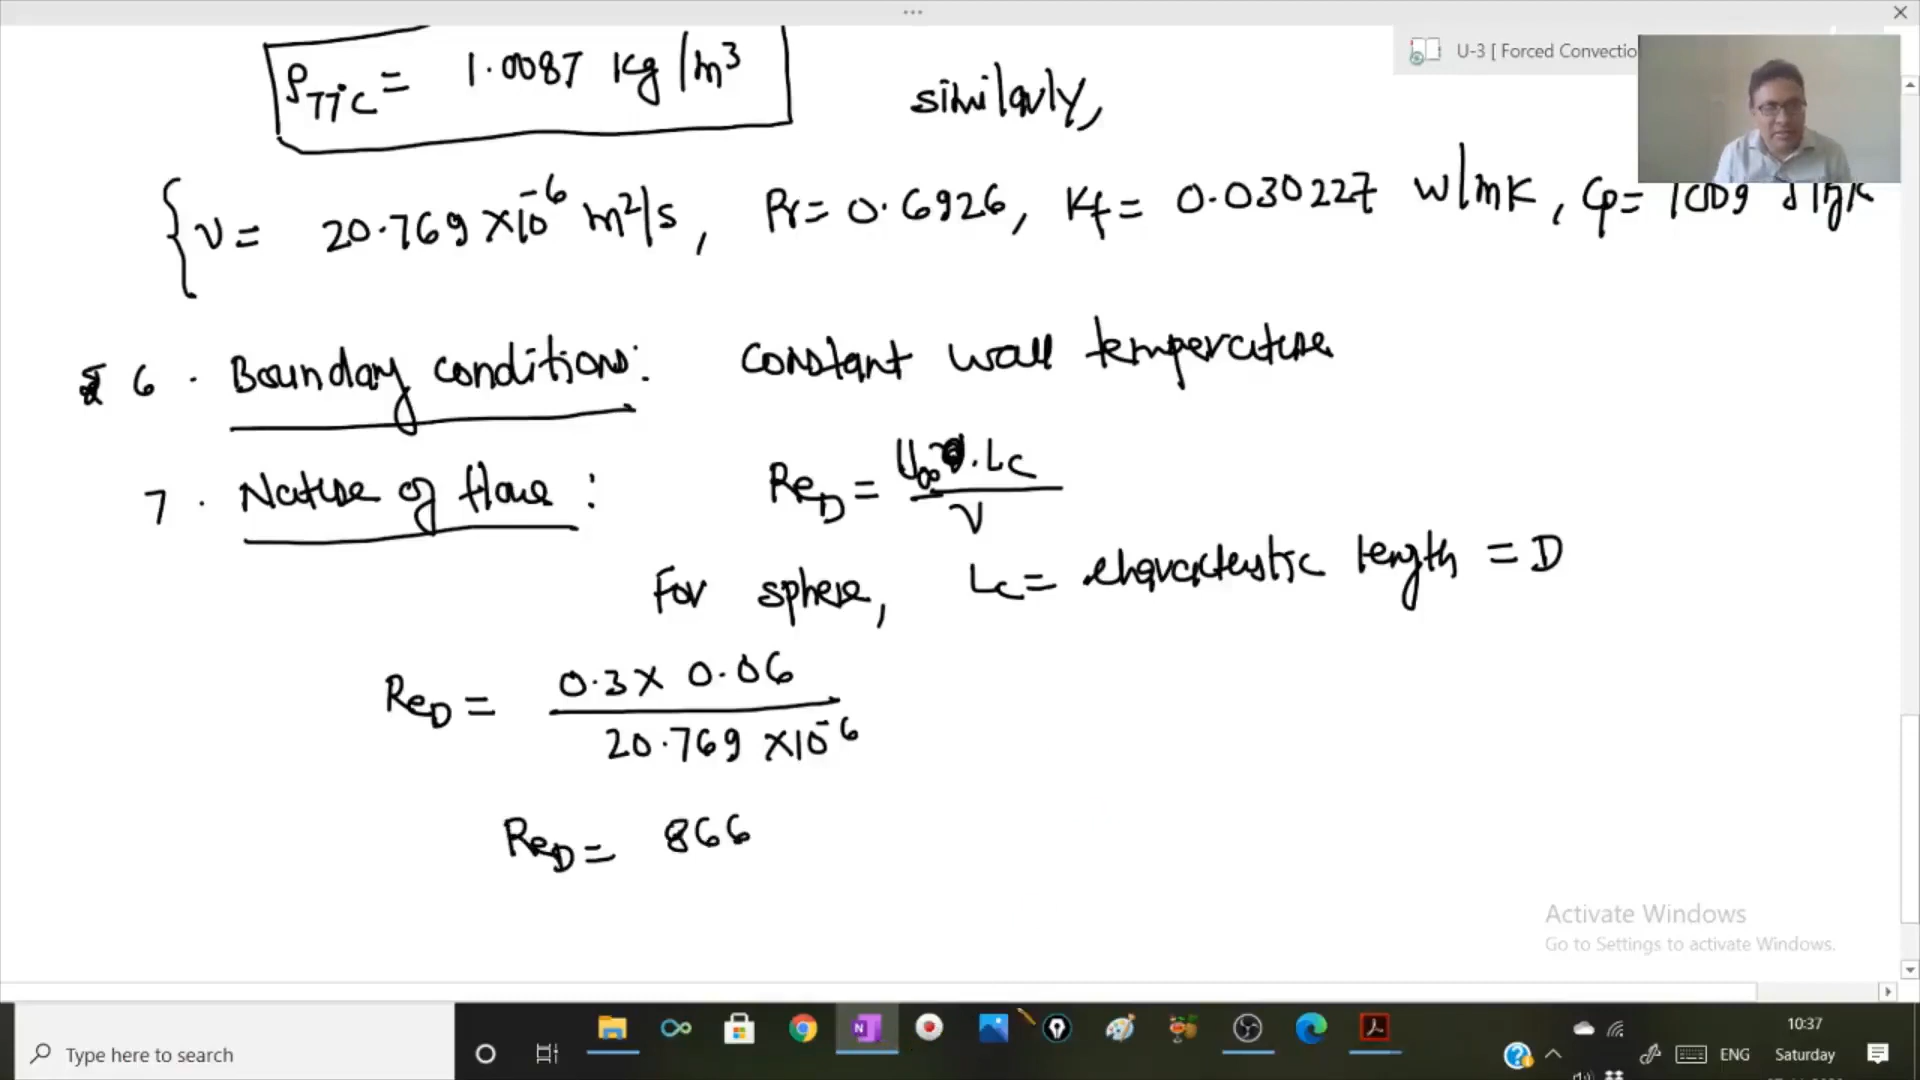 U-3 [ Forced Convectio
ρ77°C = 1.0087 kg/m³
similarly,
ν = 20.769 ×10⁻⁶ m²/s, Pr = 0.6926, Kf = 0.030227 W/mK, Cp = 1009 J/kgK
6. Boundary conditions: constant wall temperature
7. Nature of flow: Re_D = U∞.Lc / ν
For sphere, Lc = characteristic length = D
Re_D = 0.3 × 0.06 / 20.769 ×10⁻⁶
Re_D = 866
Activate Windows
Go to Settings to activate Windows.
Type here to search
ENG
10:37
Saturday